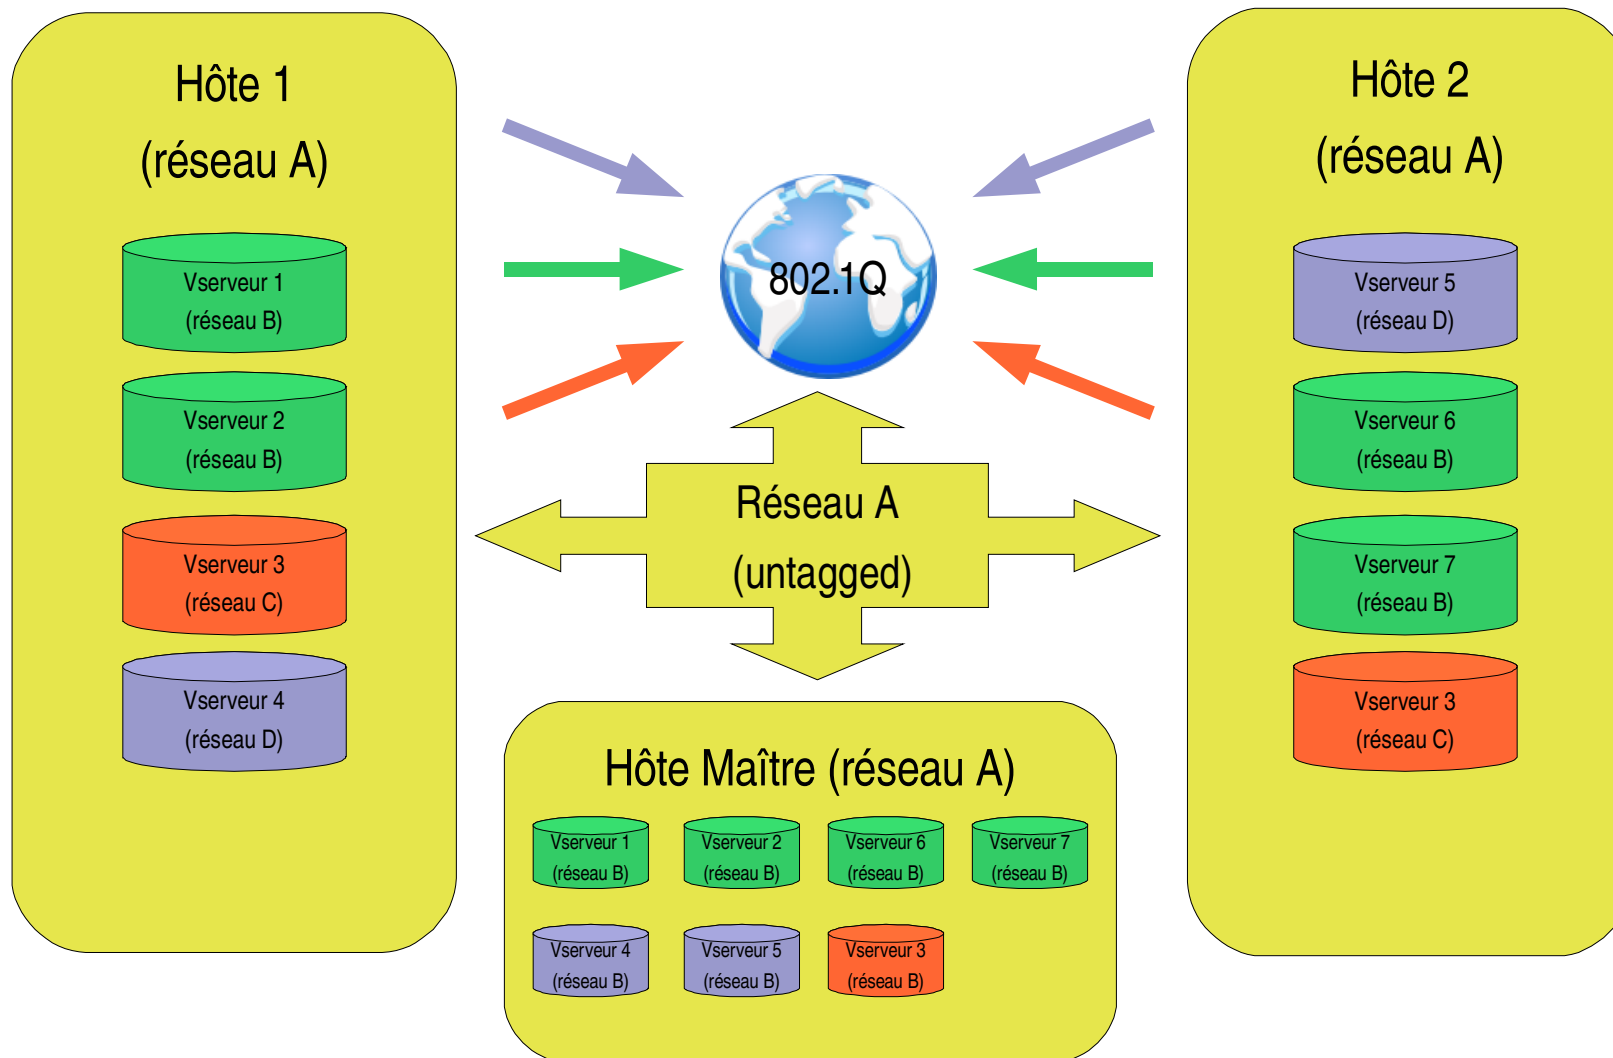 Hôte 1
(réseau A)
Vserveur 1
(réseau B)
Vserveur 2
(réseau B)
Vserveur 3
(réseau C)
Vserveur 4
(réseau D)
802.1Q
Réseau A
(untagged)
Hôte 2
(réseau A)
Vserveur 5
(réseau D)
Vserveur 6
(réseau B)
Vserveur 7
(réseau B)
Vserveur 3
(réseau C)
Hôte Maître (réseau A)
Vserveur 1
(réseau B)
Vserveur 2
(réseau B)
Vserveur 6
(réseau B)
Vserveur 7
(réseau B)
Vserveur 4
(réseau B)
Vserveur 5
(réseau B)
Vserveur 3
(réseau B)